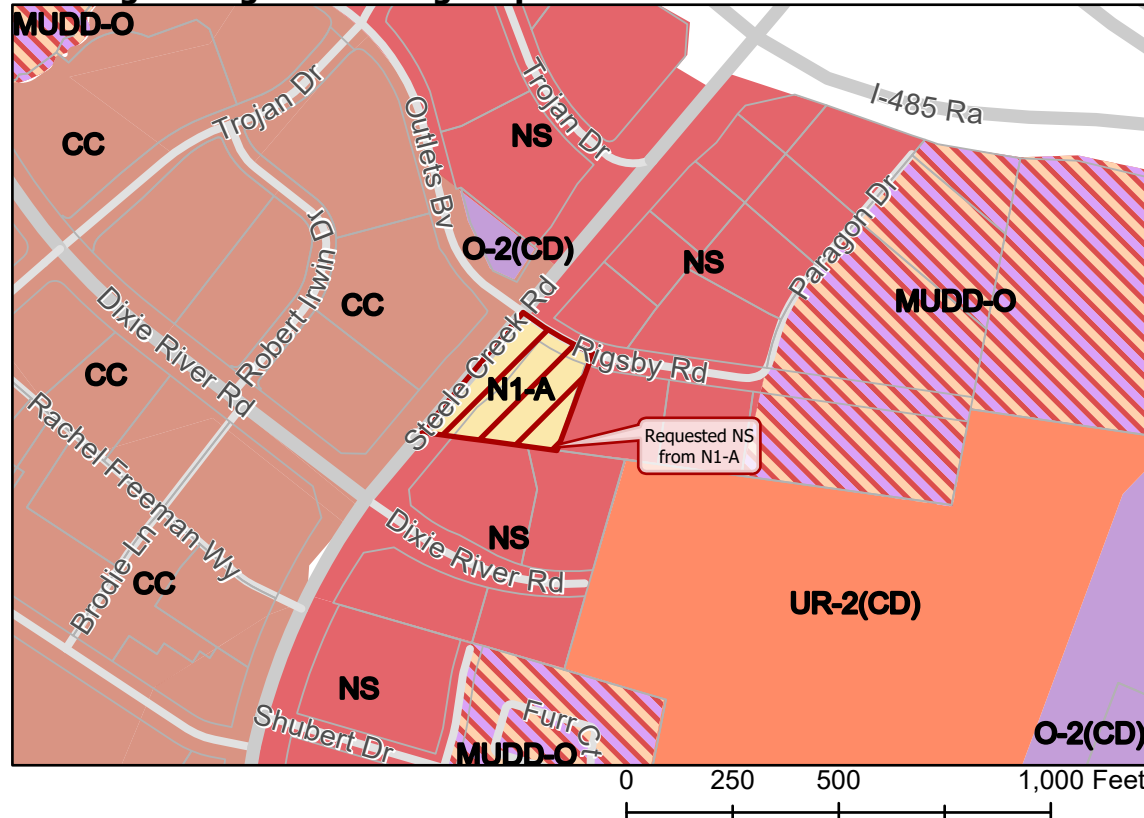 MUDD-O
Trojan Dr
CC
Outlets Bv
NS
Trojan Dr
I-485 Ra
O-2(CD)
NS
Paragon Dr
MUDD-O
Robert Irwin Dr
CC
Dixie River Rd
CC
Steele Creek Rd
N1-A
Rigsby Rd
Requested NS
from N1-A
Rachel Freeman Wy
Brodie Ln
CC
NS
Dixie River Rd
UR-2(CD)
NS
Shubert Dr
Furr Ct
MUDD-O
O-2(CD)
0 250 500 1,000 Feet